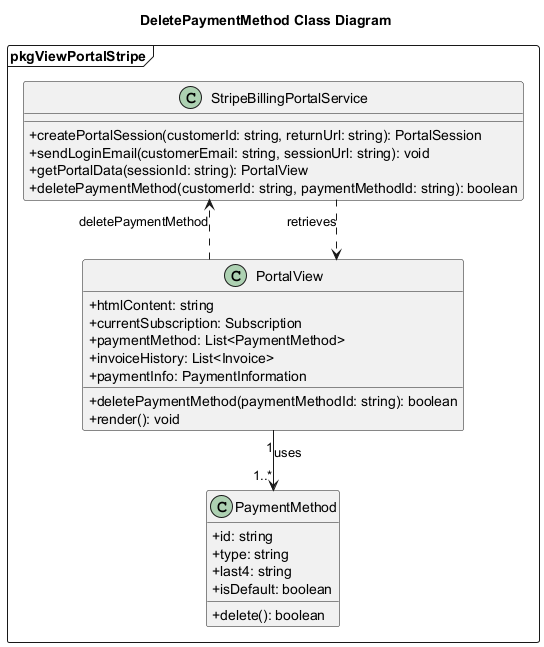 DeletePaymentMethod Class Diagram
pkgViewPortalStripe
C StripeBillingPortalService
+createPortalSession(customerId: string, returnUrl: string): PortalSession
+sendLoginEmail(customerEmail: string, sessionUrl: string): void
+getPortalData(sessionId: string): PortalView
+deletePaymentMethod(customerId: string, paymentMethodId: string): boolean
deletePaymentMethod retrieves
C PortalView
+htmlContent: string
+currentSubscription: Subscription
+paymentMethod: List<PaymentMethod>
+invoiceHistory: List<Invoice>
+paymentInfo: PaymentInformation
+deletePaymentMethod(paymentMethodId: string): boolean
+render(): void
1
uses
1..*
C PaymentMethod
+id: string
+type: string
+last4: string
+isDefault: boolean
+delete(): boolean